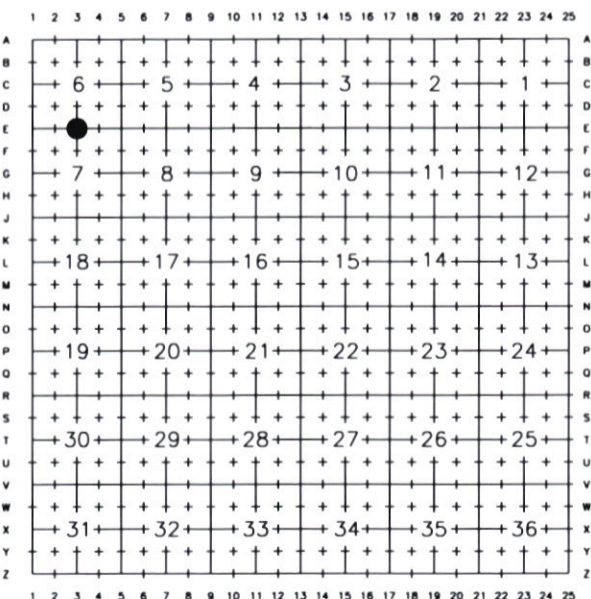 1 2 3 4 5 6 7 8 9 10 11 12 13 14 15 16 17 18 19 20 21 22 23 24 25
A A
B B
C 6 5 4 3 2 1 C
D D
E E
F F
G 7 8 9 10 11 12 G
H H
J J
K K
L 18 17 16 15 14 13 L
M M
N N
O O
P 19 20 21 22 23 24 P
Q Q
R R
S S
T 30 29 28 27 26 25 T
U U
V V
W W
X 31 32 33 34 35 36 X
Y Y
Z Z
1 2 3 4 5 6 7 8 9 10 11 12 13 14 15 16 17 18 19 20 21 22 23 24 25